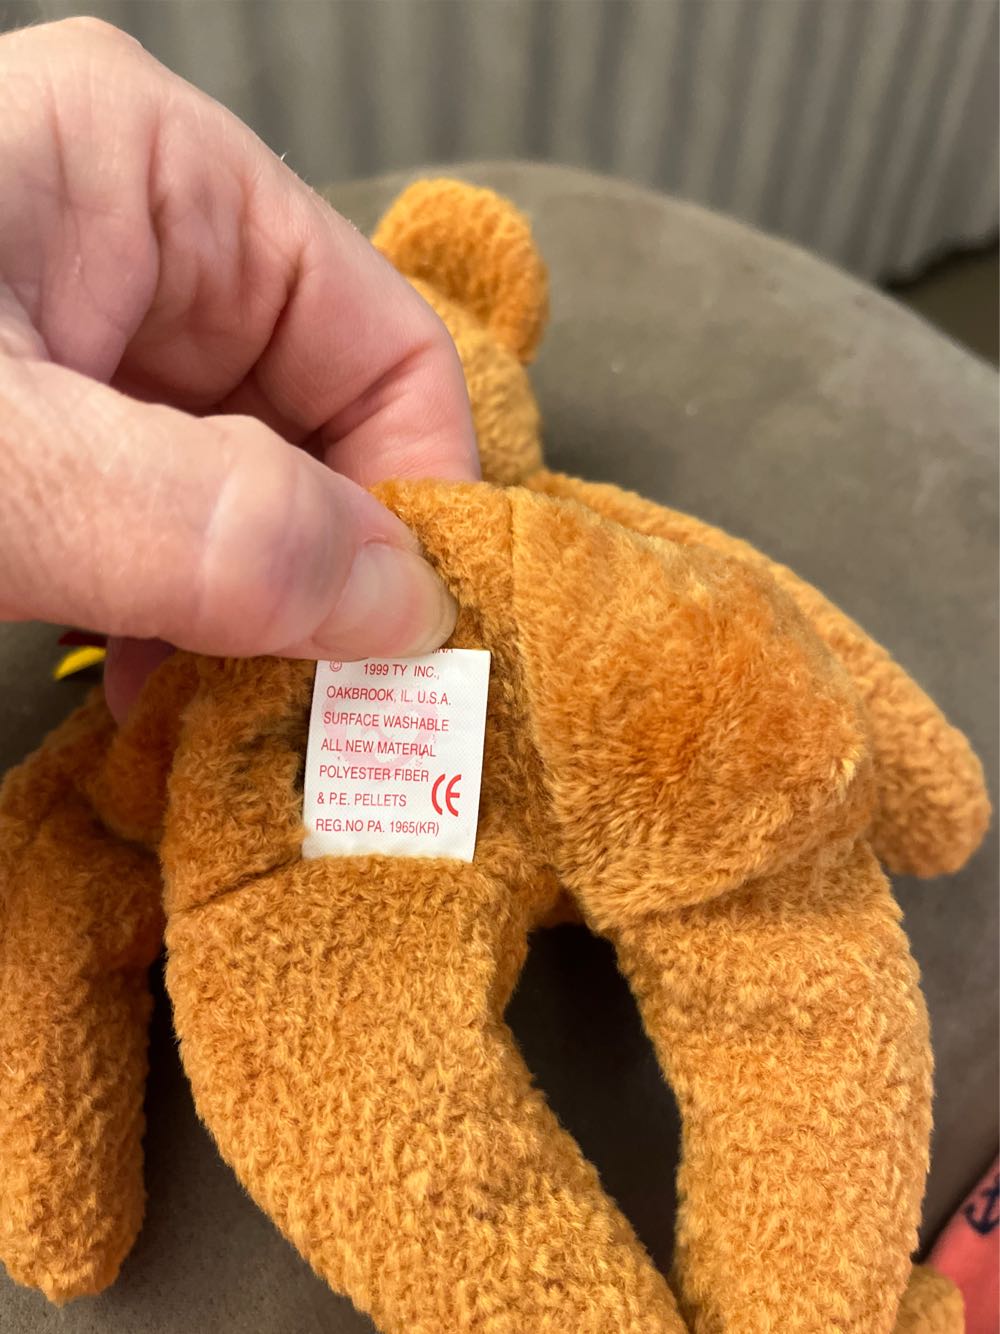 © 1999 TY INC.,
OAKBROOK, IL. U.S.A.
SURFACE WASHABLE
ALL NEW MATERIAL
POLYESTER FIBER
& P.E. PELLETS CE
REG.NO PA. 1965(KR)